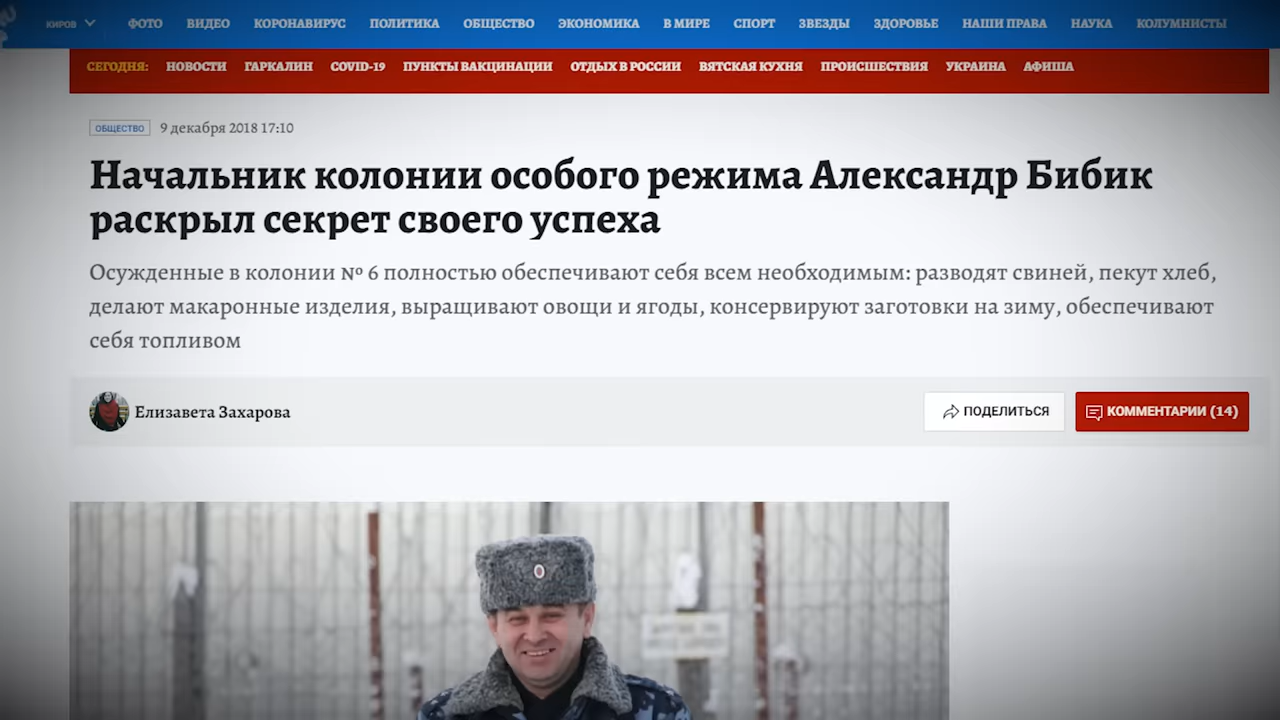 КИРОВ ФОТО ВИДЕО КОРОНАВИРУС ПОЛИТИКА ОБЩЕСТВО ЭКОНОМИКА В МИРЕ СПОРТ ЗВЕЗДЫ ЗДОРОВЬЕ НАШИ ПРАВА НАУКА КОЛУМНИСТЫ
СЕГОДНЯ: НОВОСТИ ГАРКАЛИН COVID-19 ПУНКТЫ ВАКЦИНАЦИИ ОТДЫХ В РОССИИ ВЯТСКАЯ КУХНЯ ПРОИСШЕСТВИЯ УКРАИНА АФИША
ОБЩЕСТВО 9 декабря 2018 17:10
Начальник колонии особого режима Александр Бибик
раскрыл секрет своего успеха
Осужденные в колонии № 6 полностью обеспечивают себя всем необходимым: разводят свиней, пекут хлеб,
делают макаронные изделия, выращивают овощи и ягоды, консервируют заготовки на зиму, обеспечивают
себя топливом
Елизавета Захарова ПОДЕЛИТЬСЯ КОММЕНТАРИИ (14)